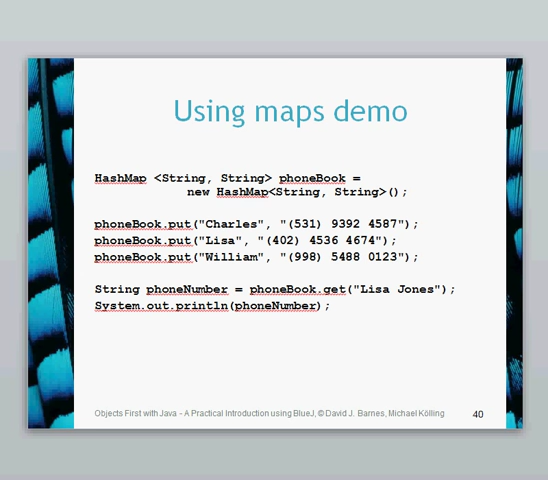 Using maps demo
HashMap <String, String> phoneBook =
new HashMap<String, String>();
phoneBook.put("Charles", "(531) 9392 4587");
phoneBook.put("Lisa", "(402) 4536 4674");
phoneBook.put("William", "(998) 5488 0123");
String phoneNumber = phoneBook.get("Lisa Jones");
System.out.println(phoneNumber);
Objects First with Java - A Practical Introduction using BlueJ, © David J. Barnes, Michael Kölling
40